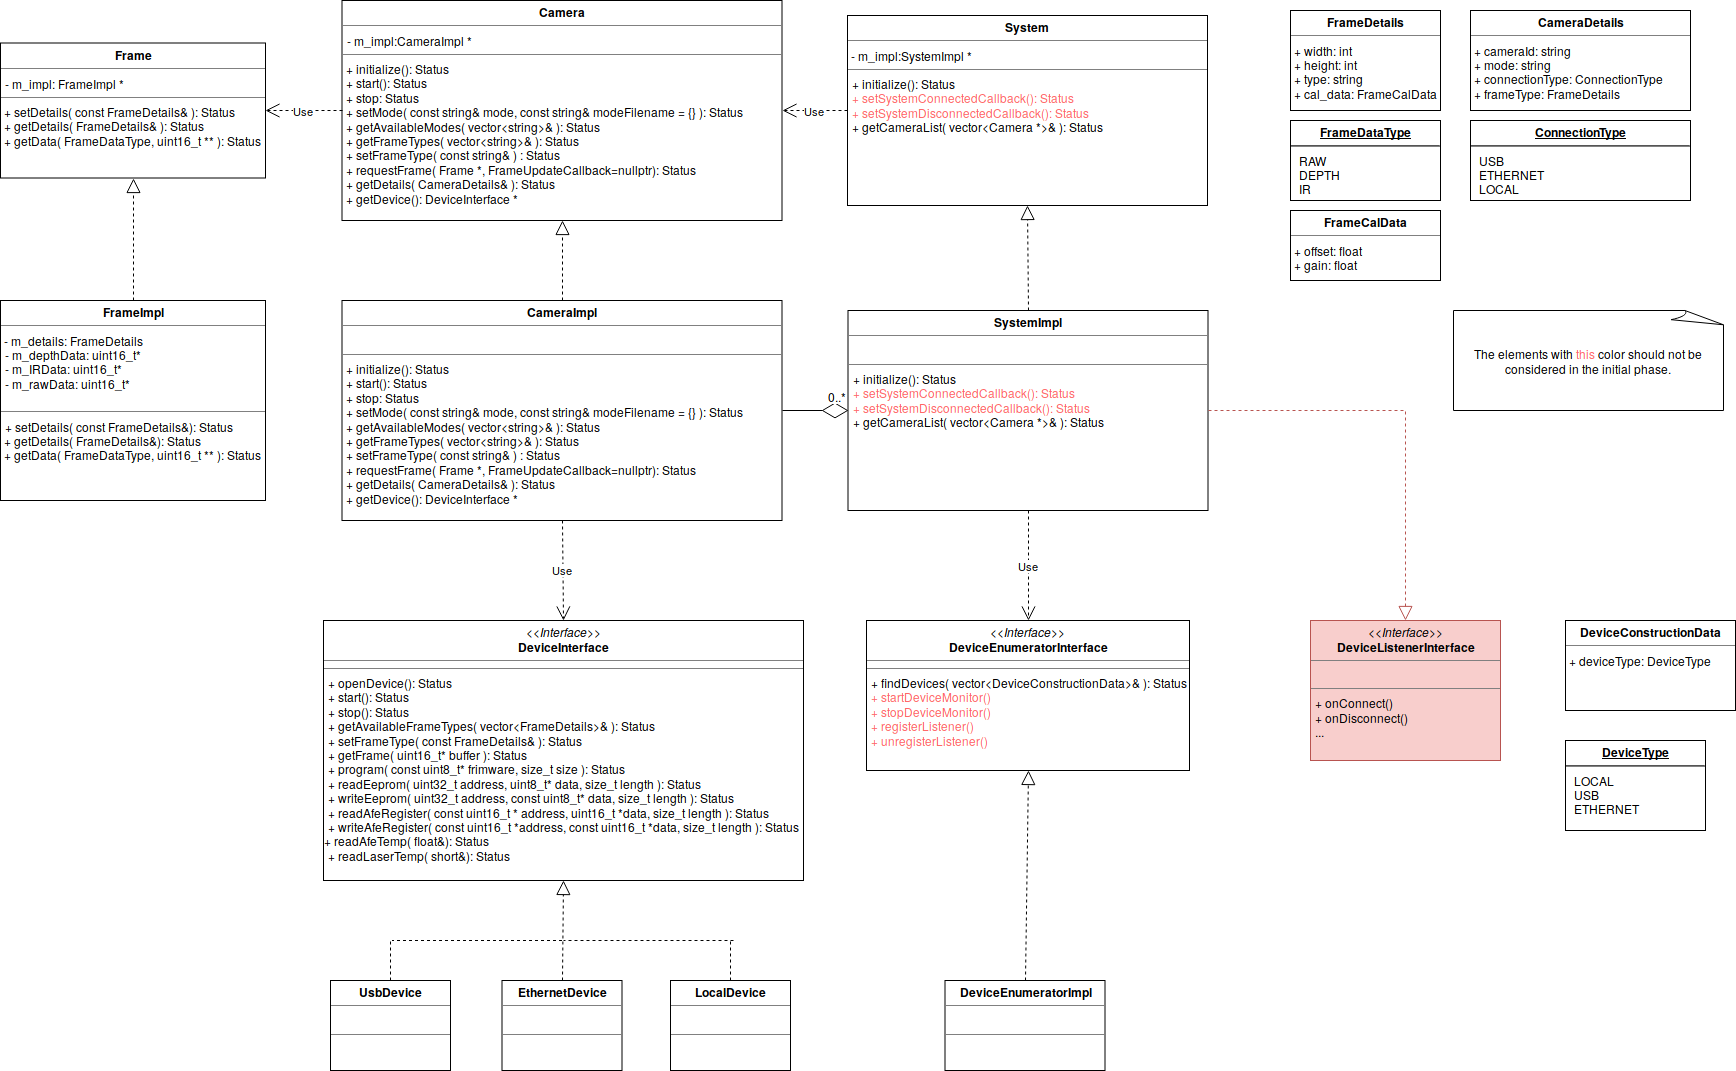 Frame
- m_impl: FrameImpl *
+ setDetails( const FrameDetails& ): Status
+ getDetails( FrameDetails& ): Status
+ getData( FrameDataType, uint16_t ** ): Status
Use
Camera
- m_impl:CameraImpl *
+ initialize(): Status
+ start(): Status
+ stop: Status
+ setMode( const string& mode, const string& modeFilename = {} ): Status
+ getAvailableModes( vector<string>& ): Status
+ getFrameTypes( vector<string>& ): Status
+ setFrameType( const string& ) : Status
+ requestFrame( Frame *, FrameUpdateCallback=nullptr): Status
+ getDetails( CameraDetails& ): Status
+ getDevice(): DeviceInterface *
Use
System
- m_impl:SystemImpl *
+ initialize(): Status
+ setSystemConnectedCallback(): Status
+ setSystemDisconnectedCallback(): Status
+ getCameraList( vector<Camera *>& ): Status
FrameDetails
+ width: int
+ height: int
+ type: string
+ cal_data: FrameCalData
CameraDetails
+ cameraId: string
+ mode: string
+ connectionType: ConnectionType
+ frameType: FrameDetails
FrameDataType
RAW
DEPTH
IR
ConnectionType
USB
ETHERNET
LOCAL
FrameCalData
+ offset: float
+ gain: float
FrameImpl
- m_details: FrameDetails
- m_depthData: uint16_t*
- m_IRData: uint16_t*
- m_rawData: uint16_t*
+ setDetails( const FrameDetails&): Status
+ getDetails( FrameDetails&): Status
+ getData( FrameDataType, uint16_t ** ): Status
CameraImpl
+ initialize(): Status
+ start(): Status
+ stop: Status
+ setMode( const string& mode, const string& modeFilename = {} ): Status
+ getAvailableModes( vector<string>& ): Status
+ getFrameTypes( vector<string>& ): Status
+ setFrameType( const string& ) : Status
+ requestFrame( Frame *, FrameUpdateCallback=nullptr): Status
+ getDetails( CameraDetails& ): Status
+ getDevice(): DeviceInterface *
0..*
SystemImpl
+ initialize(): Status
+ setSystemConnectedCallback(): Status
+ setSystemDisconnectedCallback(): Status
+ getCameraList( vector<Camera *>& ): Status
The elements with this color should not be
considered in the initial phase.
Use
Use
<<Interface>>
DeviceInterface
+ openDevice(): Status
+ start(): Status
+ stop(): Status
+ getAvailableFrameTypes( vector<FrameDetails>& ): Status
+ setFrameType( const FrameDetails& ): Status
+ getFrame( uint16_t* buffer ): Status
+ program( const uint8_t* frimware, size_t size ): Status
+ readEeprom( uint32_t address, uint8_t* data, size_t length ): Status
+ writeEeprom( uint32_t address, const uint8_t* data, size_t length ): Status
+ readAfeRegister( const uint16_t * address, uint16_t *data, size_t length ): Status
+ writeAfeRegister( const uint16_t *address, const uint16_t *data, size_t length ): Status
+ readAfeTemp( float&): Status
+ readLaserTemp( short&): Status
<<Interface>>
DeviceEnumeratorInterface
+ findDevices( vector<DeviceConstructionData>& ): Status
+ startDeviceMonitor()
+ stopDeviceMonitor()
+ registerListener()
+ unregisterListener()
<<Interface>>
DeviceListenerInterface
+ onConnect()
+ onDisconnect()
...
DeviceConstructionData
+ deviceType: DeviceType
DeviceType
LOCAL
USB
ETHERNET
UsbDevice
EthernetDevice
LocalDevice
DeviceEnumeratorImpl